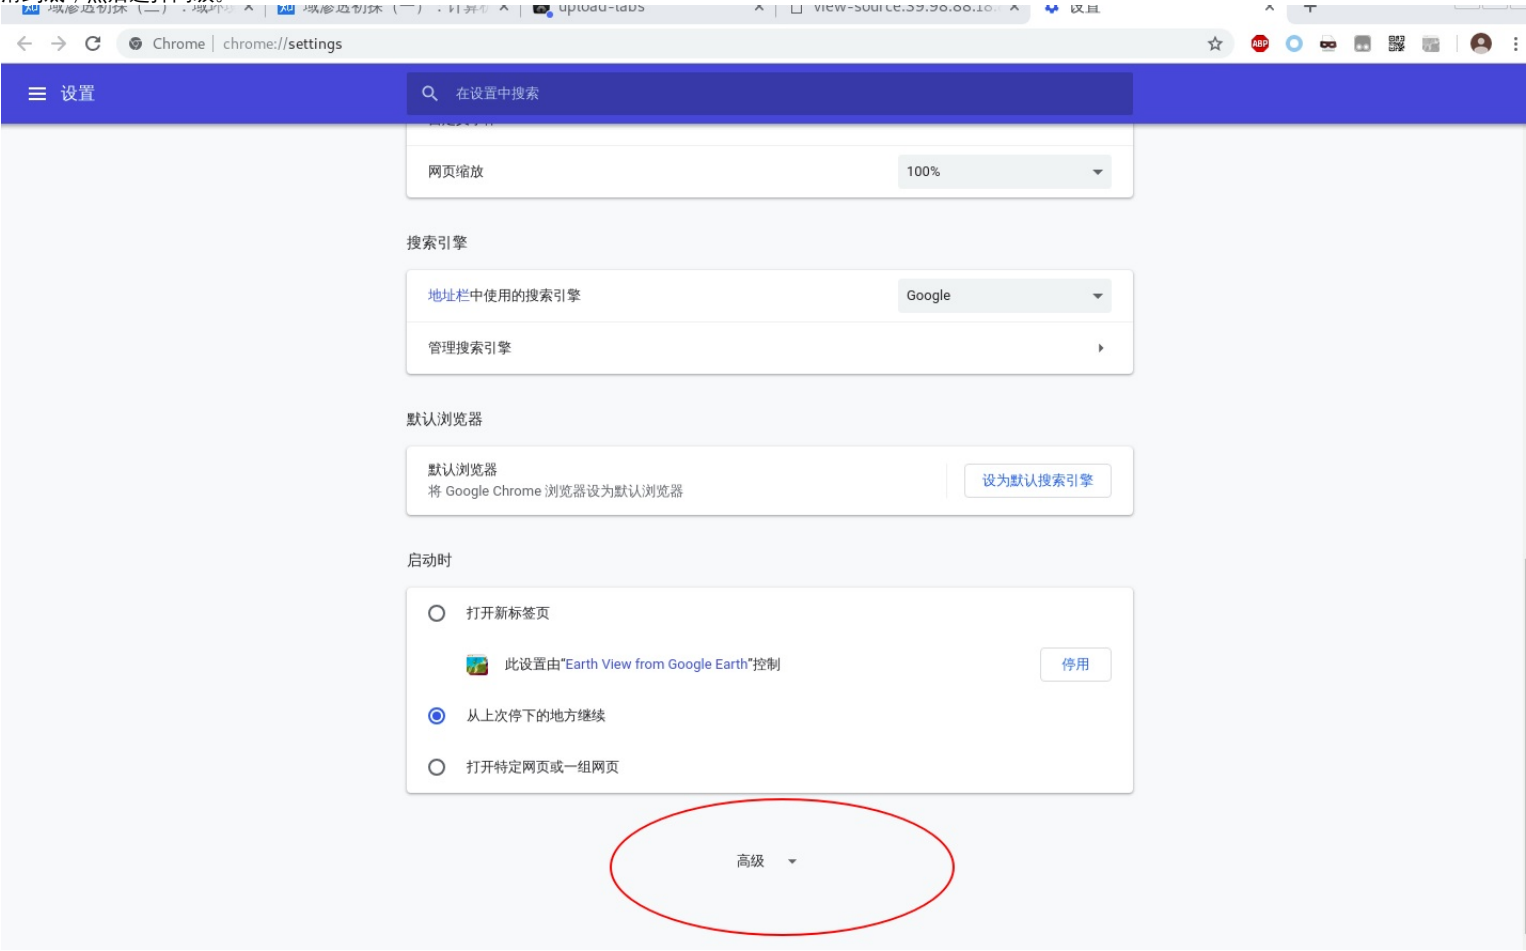 upload-tabs
设置
Chrome | chrome://settings
ABP
设置
在设置中搜索
网页缩放
100%
搜索引擎
地址栏中使用的搜索引擎
Google
管理搜索引擎
默认浏览器
默认浏览器
将 Google Chrome 浏览器设为默认浏览器
设为默认搜索引擎
启动时
打开新标签页
此设置由"Earth View from Google Earth"控制
停用
从上次停下的地方继续
打开特定网页或一组网页
高级